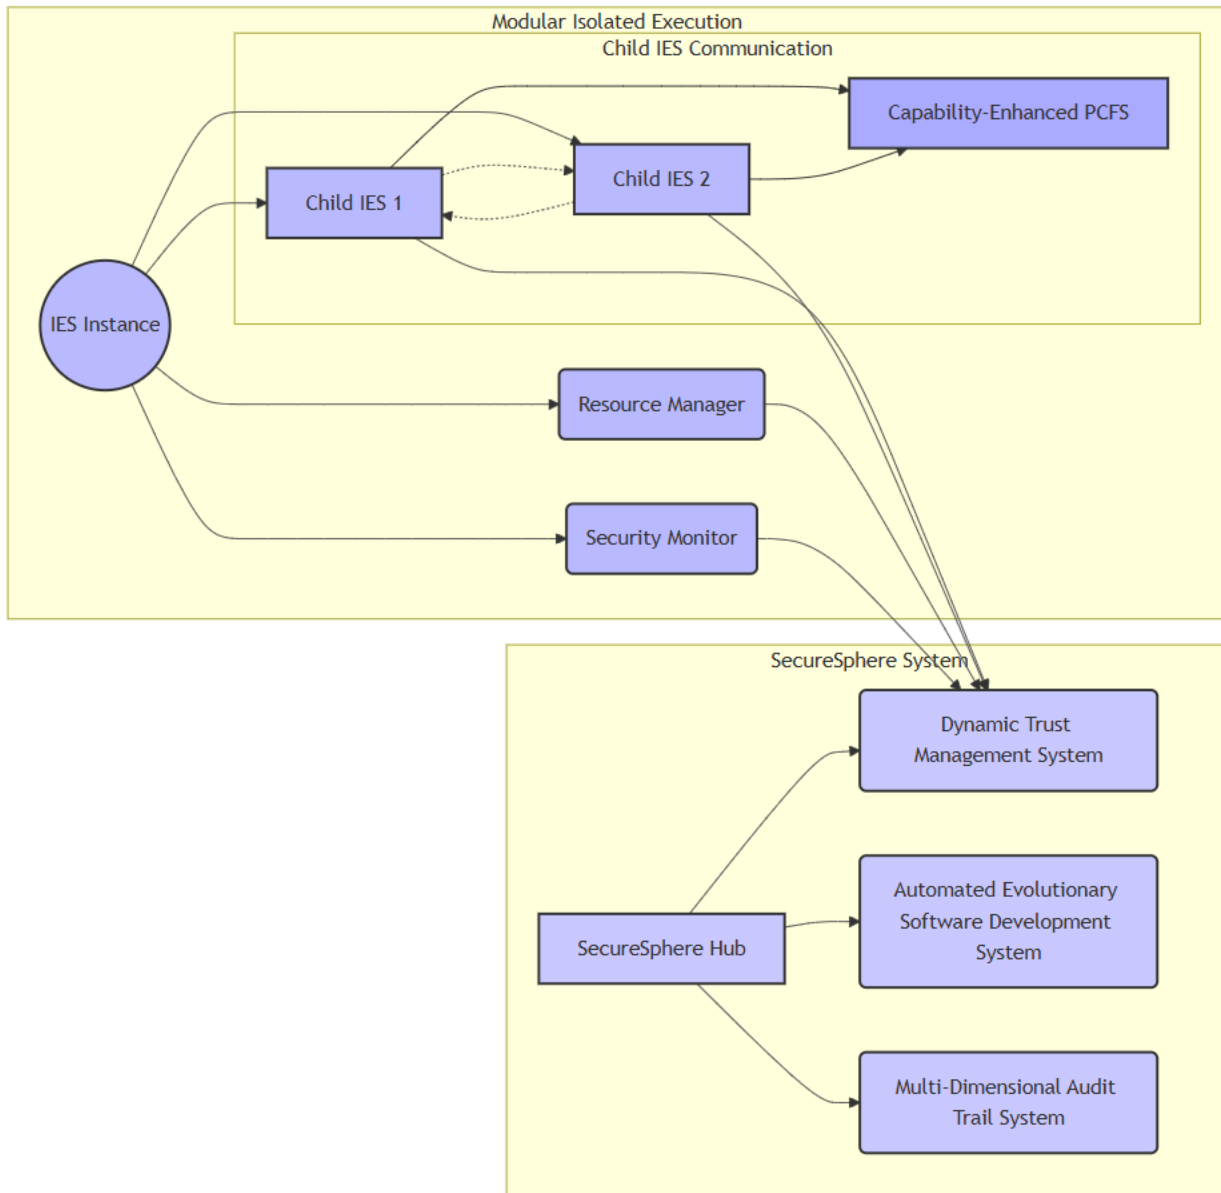 Modular Isolated Execution
Child IES Communication
Capability-Enhanced PCFS
Child IES 2
Child IES 1
IES Instance
Resource Manager
Security Monitor
SecureSphere System
Dynamic Trust
Management System
Automated Evolutionary
Software Development
System
SecureSphere Hub
Multi-Dimensional Audit
Trail System